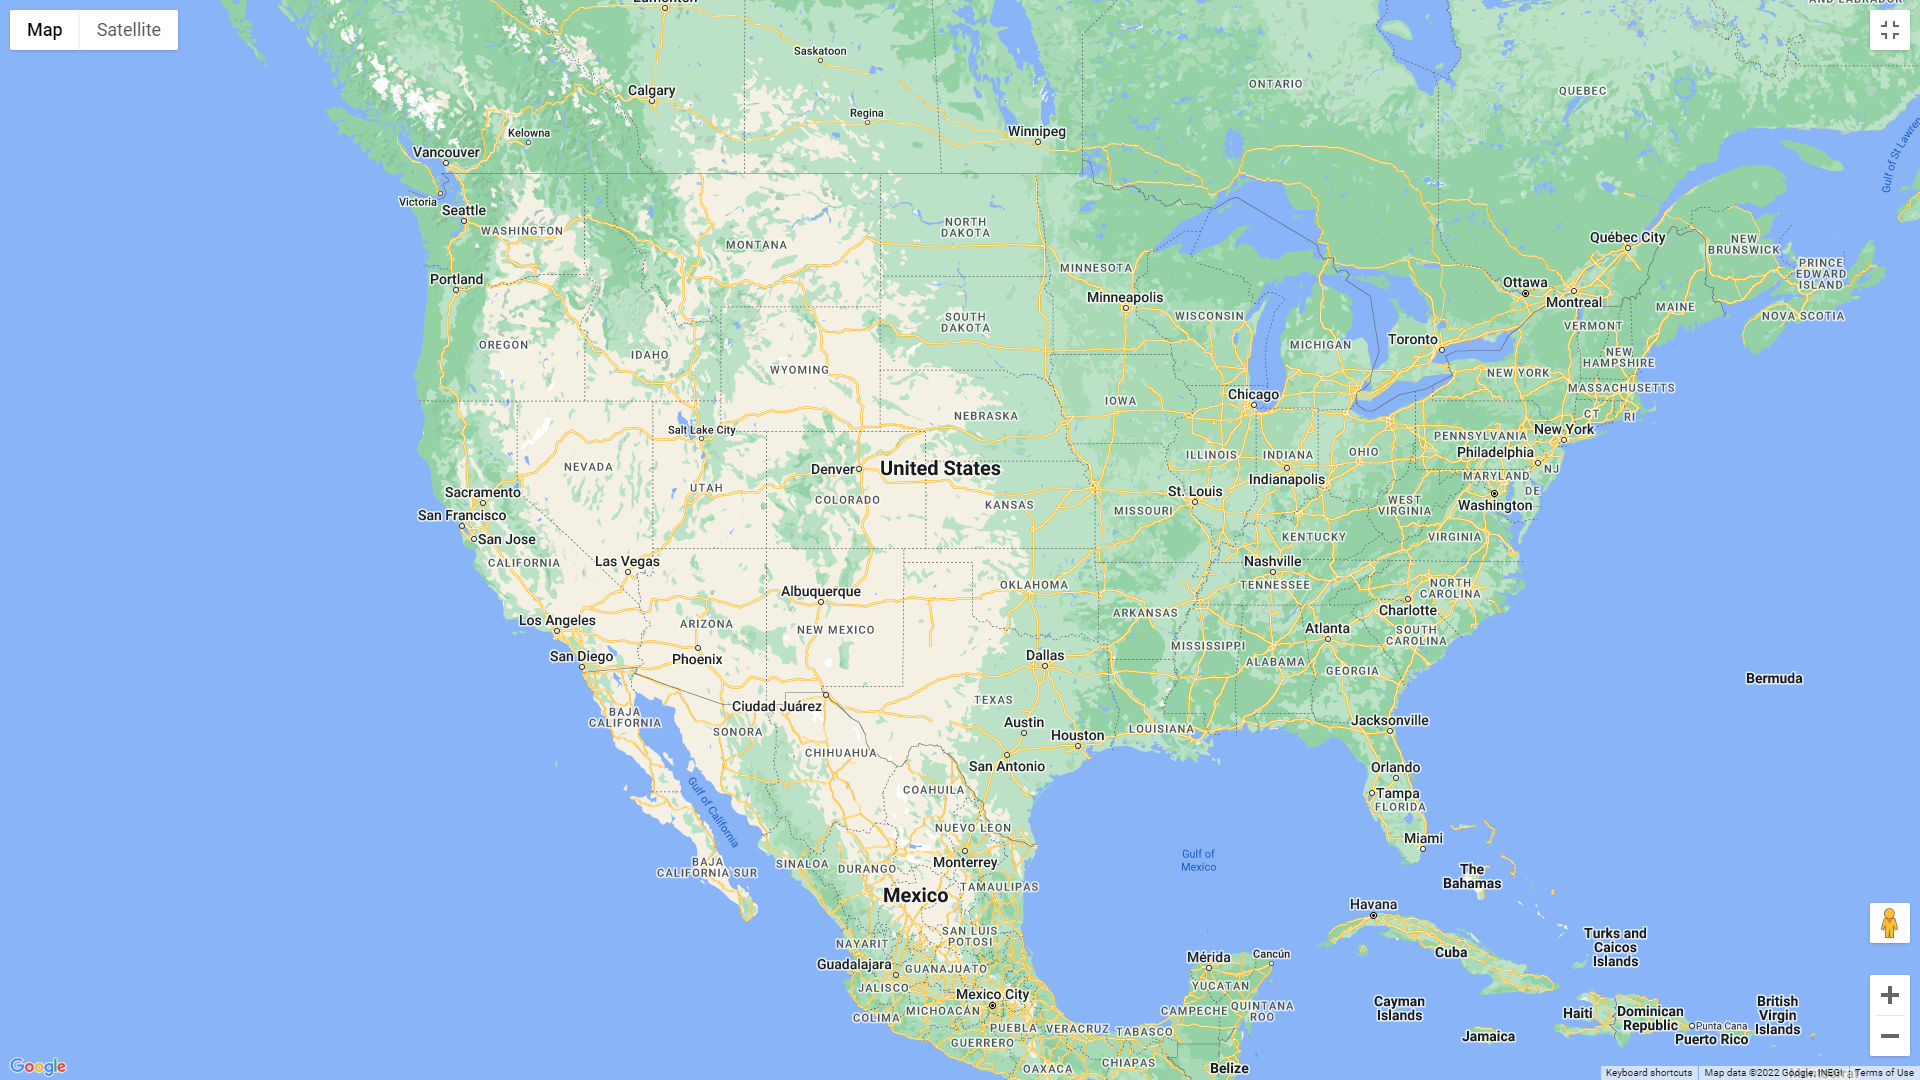 Map
Satellite
Edmonton
Saskatoon
Calgary
Regina
Kelowna
Winnipeg
Vancouver
Victoria
Seattle
WASHINGTON
Portland
OREGON
IDAHO
MONTANA
NORTH
DAKOTA
SOUTH
DAKOTA
WYOMING
MINNESOTA
Minneapolis
WISCONSIN
MICHIGAN
ONTARIO
QUEBEC
AND LABRADOR
Gulf of St Lawren
Québec City
NEW
BRUNSWICK
PRINCE
EDWARD
ISLAND
NOVA SCOTIA
MAINE
Ottawa
Montreal
VERMONT
NEW
HAMPSHIRE
Toronto
NEW YORK
MASSACHUSETTS
CT
RI
New York
PENNSYLVANIA
Philadelphia
NJ
MARYLAND
DE
Washington
WEST
VIRGINIA
VIRGINIA
OHIO
INDIANA
Indianapolis
ILLINOIS
Chicago
IOWA
NEBRASKA
Salt Lake City
NEVADA
UTAH
Denver
COLORADO
United States
KANSAS
MISSOURI
St. Louis
KENTUCKY
Nashville
TENNESSEE
NORTH
CAROLINA
Charlotte
SOUTH
CAROLINA
Atlanta
GEORGIA
ALABAMA
MISSISSIPPI
ARKANSAS
OKLAHOMA
Sacramento
San Francisco
San Jose
CALIFORNIA
Las Vegas
Los Angeles
San Diego
ARIZONA
Phoenix
Albuquerque
NEW MEXICO
Ciudad Juárez
Dallas
TEXAS
Austin
Houston
San Antonio
LOUISIANA
Jacksonville
Orlando
Tampa
FLORIDA
Miami
Bermuda
BAJA
CALIFORNIA
SONORA
CHIHUAHUA
COAHUILA
Gulf of California
NUEVO LEON
Monterrey
BAJA
CALIFORNIA SUR
SINALOA
DURANGO
Mexico
TAMAULIPAS
Gulf of
Mexico
The
Bahamas
Havana
Cuba
Turks and
Caicos
Islands
SAN LUIS
POTOSI
NAYARIT
Guadalajara
GUANAJUATO
JALISCO
Mexico City
COLIMA
MICHOACÁN
PUEBLA
VERACRUZ
TABASCO
GUERRERO
OAXACA
CHIAPAS
Mérida
Cancún
YUCATAN
CAMPECHE
QUINTANA
ROO
Belize
Cayman
Islands
Jamaica
Haiti
Dominican
Republic
Punta Cana
Puerto Rico
British
Virgin
Islands
Google
Keyboard shortcuts
Map data ©2022 Google, INEGI
Terms of Use